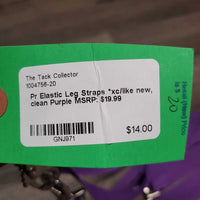 The Tack Collector
1004756-20
Pr Elastic Leg Straps *xc/like new,
clean Purple MSRP: $19.99
$14.00
GNJ971
20